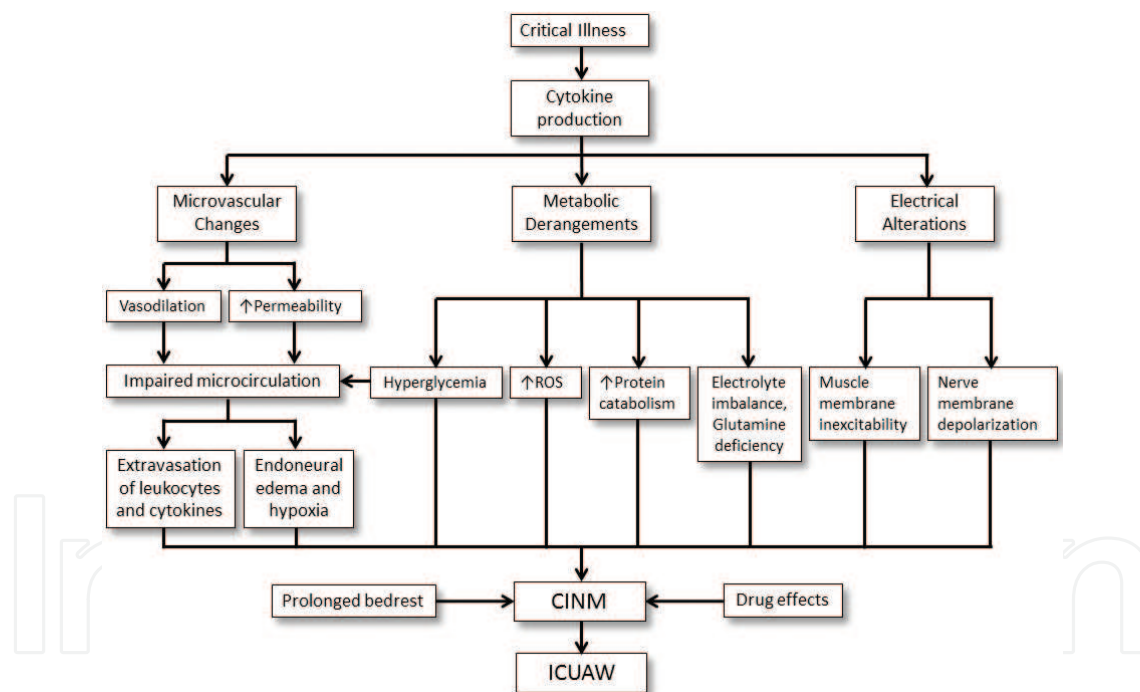 Critical Illness
Cytokine
production
Microvascular
Changes
Metabolic
Derangements
Electrical
Alterations
Vasodilation
↑Permeability
Impaired microcirculation
Hyperglycemia
↑ROS
↑Protein
catabolism
Electrolyte
imbalance,
Glutamine
deficiency
Muscle
membrane
inexcitability
Nerve
membrane
depolarization
Extravasation
of leukocytes
and cytokines
Endoneural
edema and
hypoxia
Prolonged bedrest
CINM
Drug effects
ICUAW